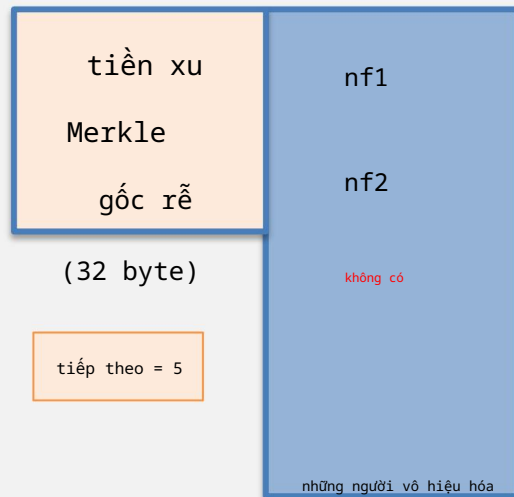 tiền xu
Merkle
gốc rễ
(32 byte)
tiếp theo = 5
nf1
nf2
không có
những người vô hiệu hóa